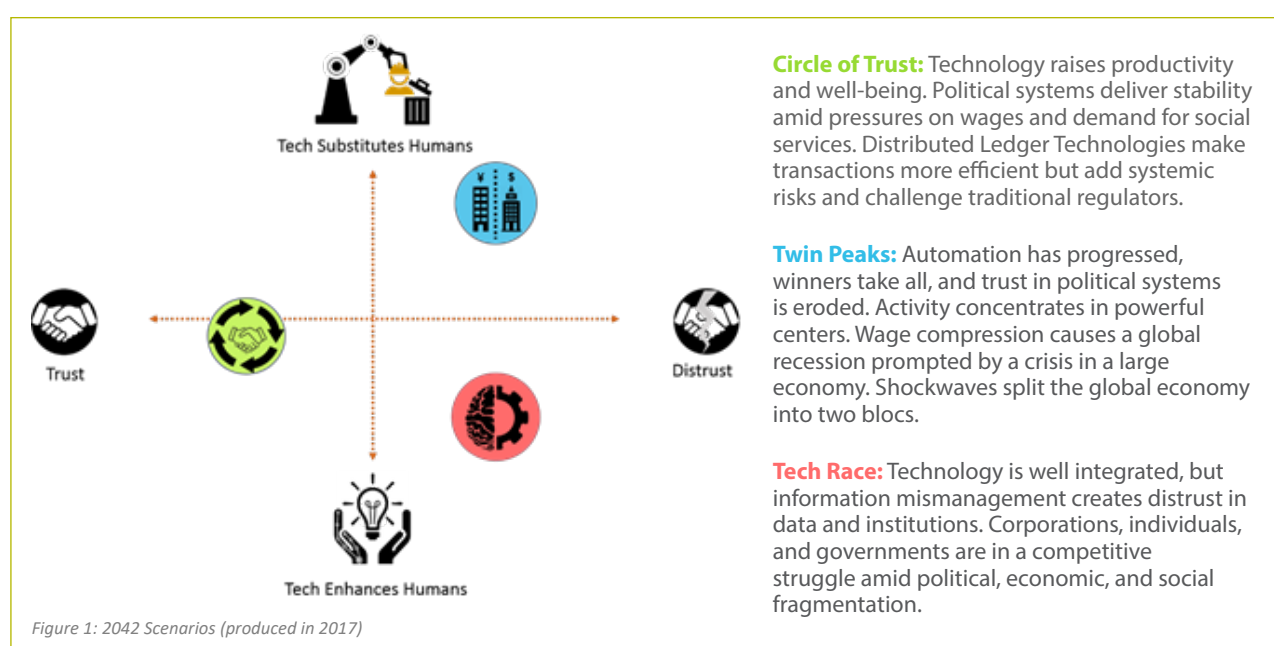 Tech Substitutes Humans
¥ $
Trust
Distrust
Tech Enhances Humans
Figure 1: 2042 Scenarios (produced in 2017)
Circle of Trust: Technology raises productivity
and well-being. Political systems deliver stability
amid pressures on wages and demand for social
services. Distributed Ledger Technologies make
transactions more efficient but add systemic
risks and challenge traditional regulators.
Twin Peaks: Automation has progressed,
winners take all, and trust in political systems
is eroded. Activity concentrates in powerful
centers. Wage compression causes a global
recession prompted by a crisis in a large
economy. Shockwaves split the global economy
into two blocs.
Tech Race: Technology is well integrated, but
information mismanagement creates distrust in
data and institutions. Corporations, individuals,
and governments are in a competitive
struggle amid political, economic, and social
fragmentation.